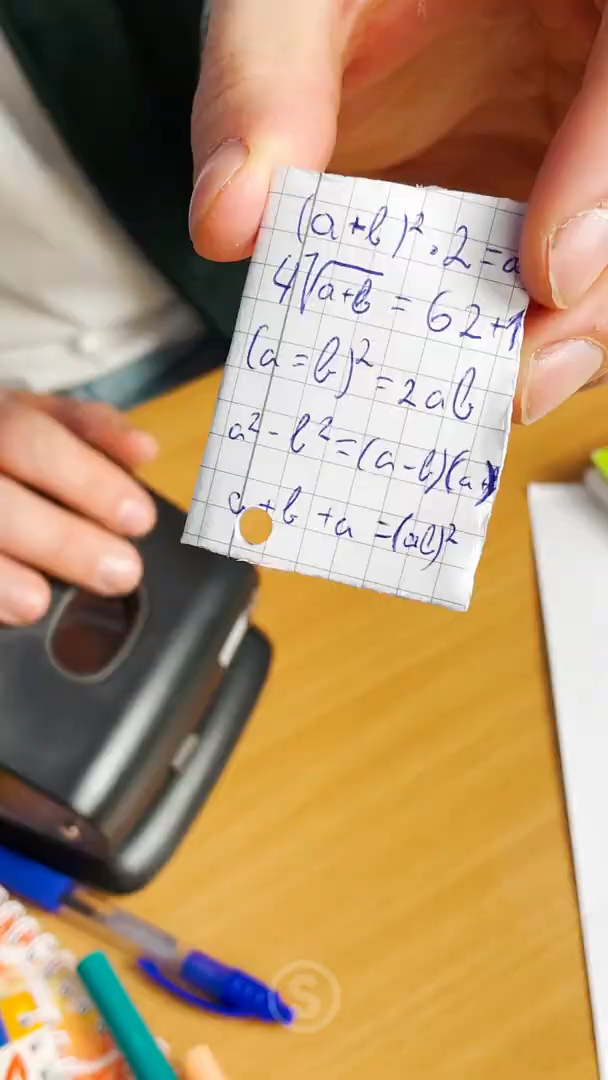 (a+b)²·2=a
4√a+b = 62+1
(a=b)²=2ab
a²-b²=(a-b)(a+
a+b+a=(ab)²
S